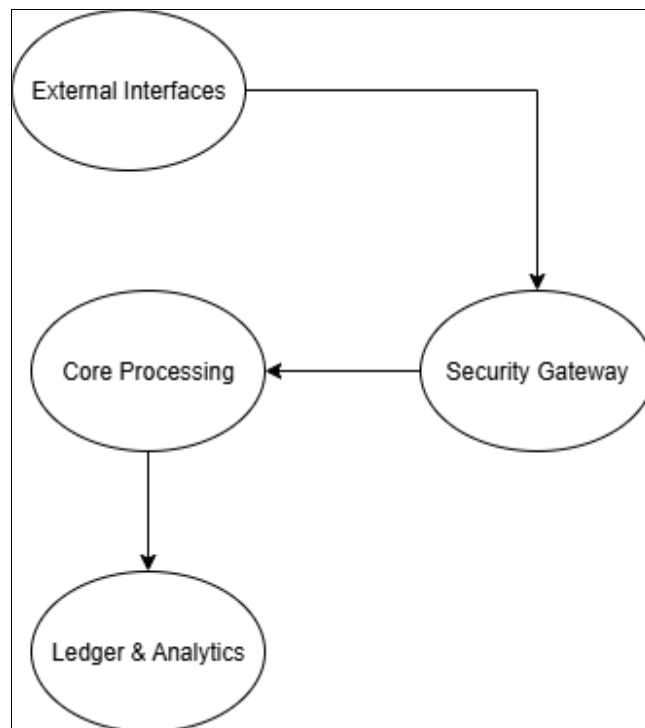 External Interfaces
Core Processing
Security Gateway
Ledger & Analytics